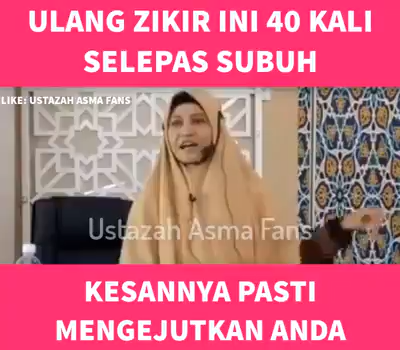 ULANG ZIKIR INI 40 KALI
SELEPAS SUBUH
LIKE: USTAZAH ASMA FANS
Ustazah Asma Fans
KESANNYA PASTI
MENGEJUTKAN ANDA